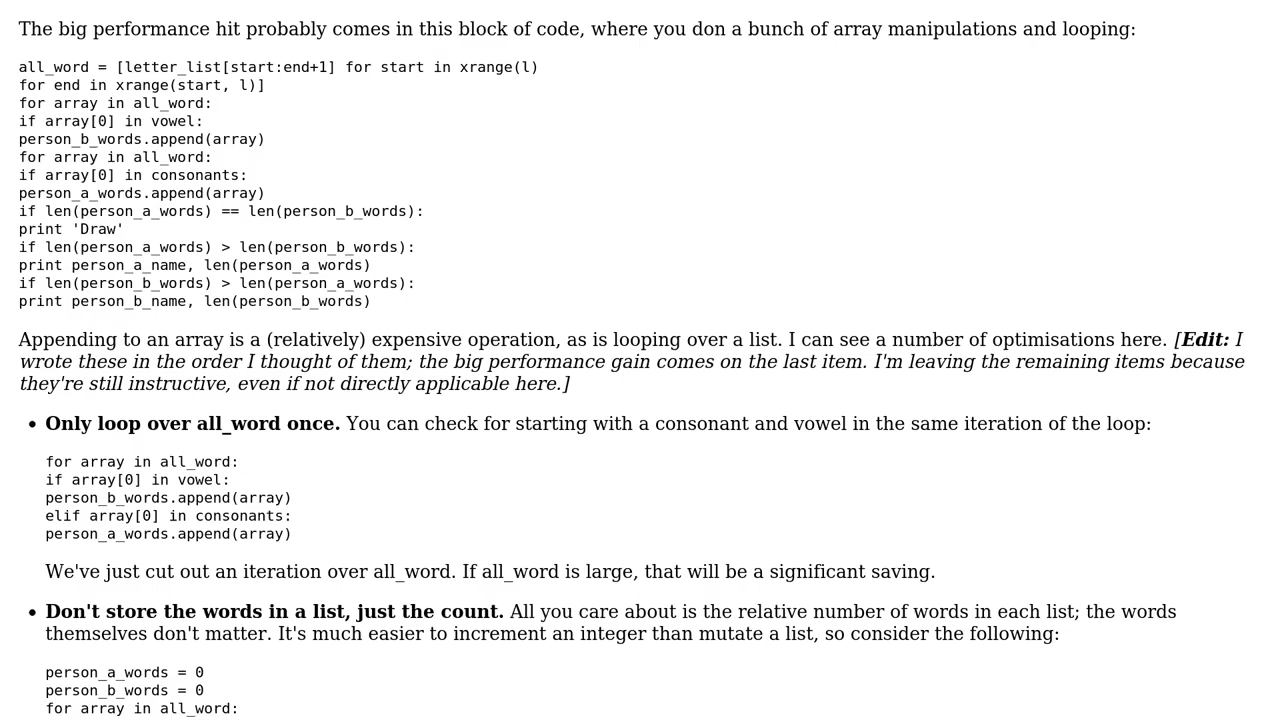 The big performance hit probably comes in this block of code, where you don a bunch of array manipulations and looping:
all_word = [letter_list[start:end+1] for start in xrange(l)
for end in xrange(start, l)]
for array in all_word:
if array[0] in vowel:
person_b_words.append(array)
for array in all_word:
if array[0] in consonants:
person_a_words.append(array)
if len(person_a_words) == len(person_b_words):
print 'Draw'
if len(person_a_words) > len(person_b_words):
print person_a_name, len(person_a_words)
if len(person_b_words) > len(person_a_words):
print person_b_name, len(person_b_words)
Appending to an array is a (relatively) expensive operation, as is looping over a list. I can see a number of optimisations here. [Edit: I
wrote these in the order I thought of them; the big performance gain comes on the last item. I'm leaving the remaining items because
they're still instructive, even if not directly applicable here.]
• Only loop over all_word once. You can check for starting with a consonant and vowel in the same iteration of the loop:
for array in all_word:
if array[0] in vowel:
person_b_words.append(array)
elif array[0] in consonants:
person_a_words.append(array)
We've just cut out an iteration over all_word. If all_word is large, that will be a significant saving.
• Don't store the words in a list, just the count. All you care about is the relative number of words in each list; the words
themselves don't matter. It's much easier to increment an integer than mutate a list, so consider the following:
person_a_words = 0
person_b_words = 0
for array in all_word: